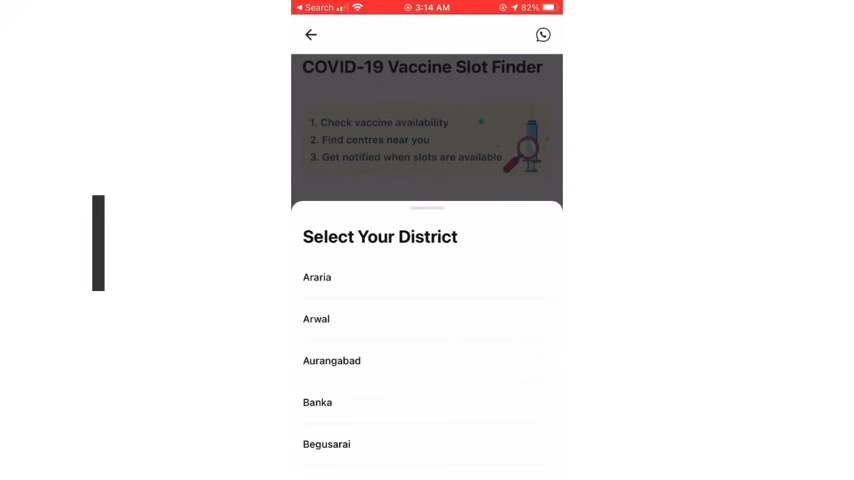 Search 3:14 AM 82%
COVID-19 Vaccine Slot Finder
1. Check vaccine availability
2. Find centres near you
3. Get notified when slots are available
Select Your District
Araria
Arwal
Aurangabad
Banka
Begusarai